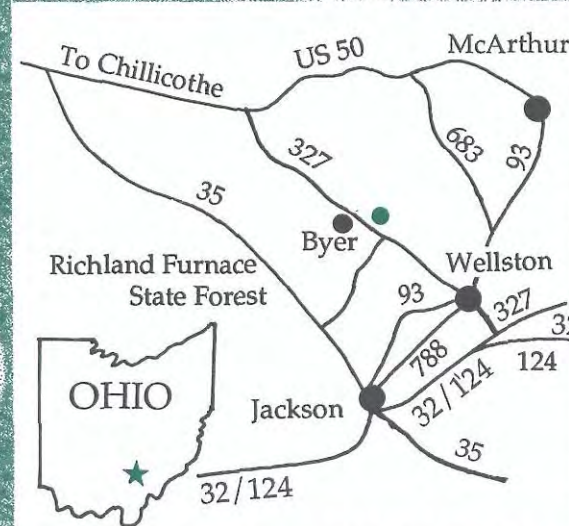 McArthur
US 50
To Chillicothe
683
93
327
35
Byer
Richland Furnace
State Forest
Wellston
93
327
32
788
124
32/124
OHIO
Jackson
35
32/124